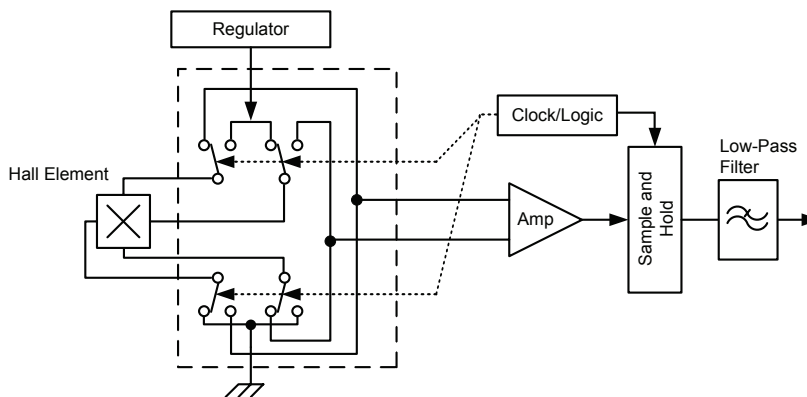 Regulator
Clock/Logic
Low-Pass
Filter
Hall Element
Amp
Sample and
Hold